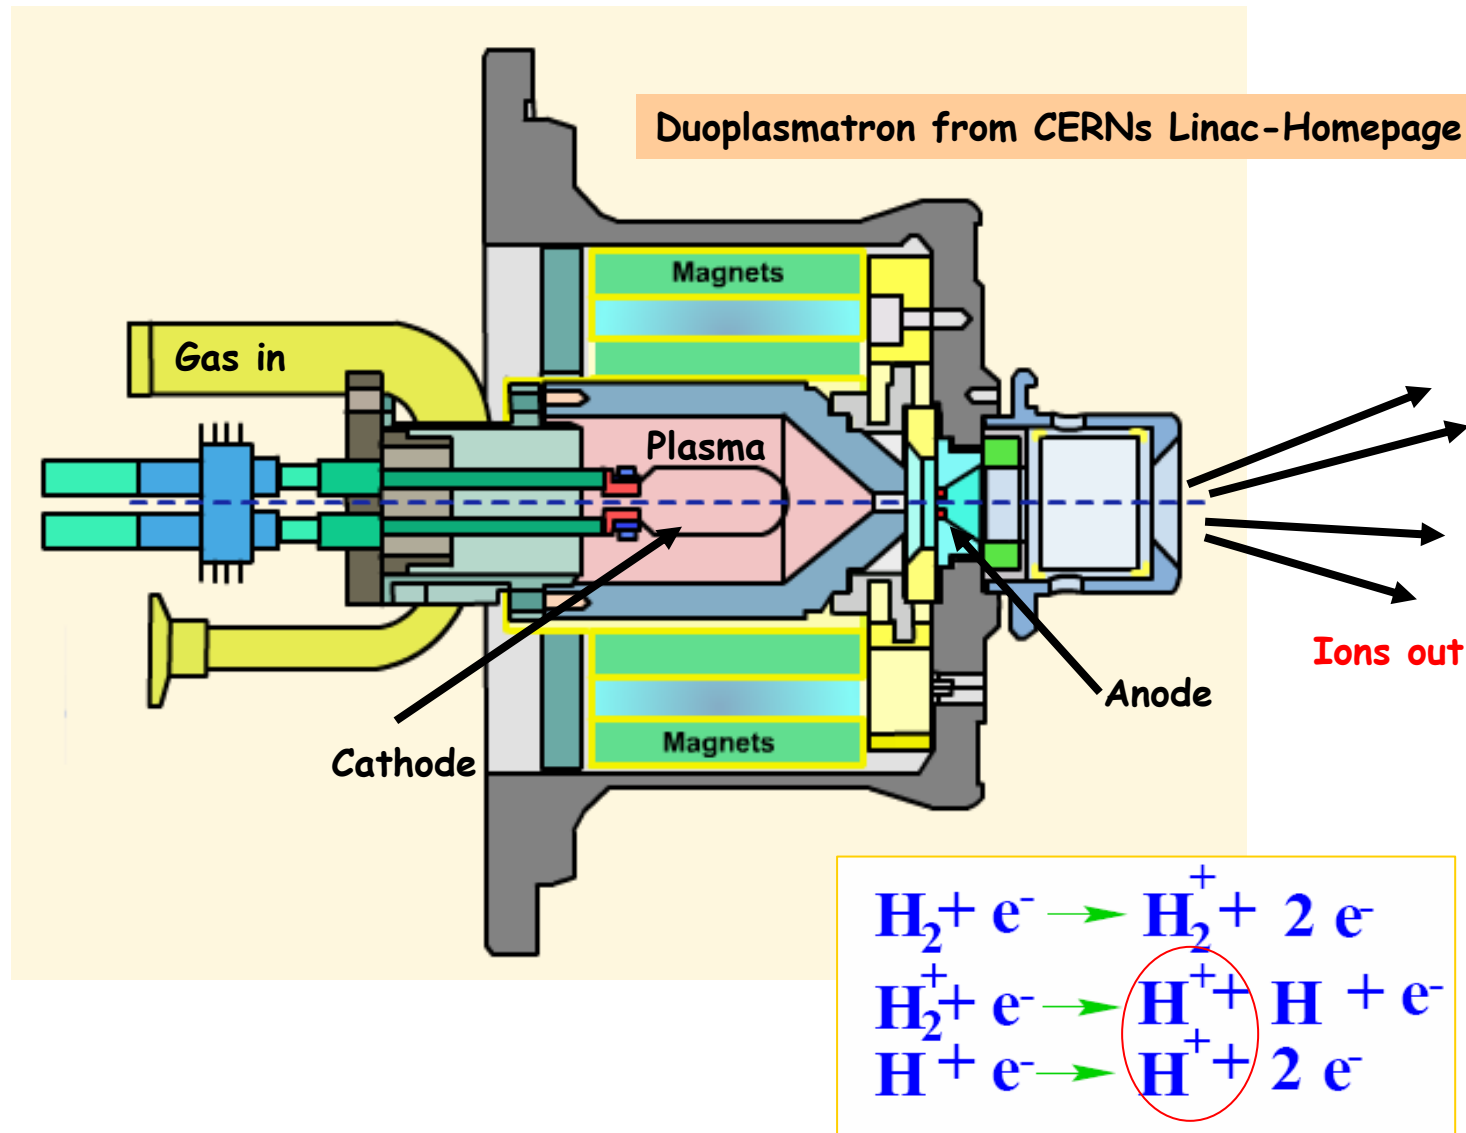 Duoplasmatron from CERNs Linac-Homepage
Magnets
Gas in
Plasma
Ions out
Anode
Magnets
Cathode
H₂ + e⁻ → H₂⁺ + 2 e⁻
H₂⁺ + e⁻ → H⁺ + H + e⁻
H + e⁻ → H⁺ + 2 e⁻